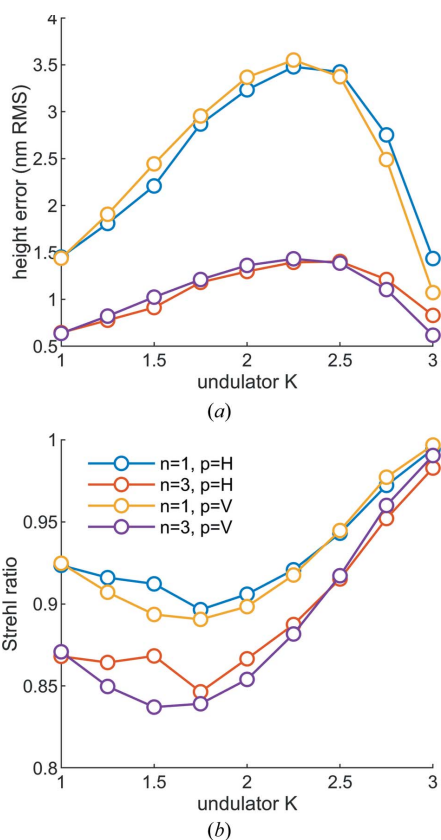 4
3.5
3
2.5
2
1.5
1
0.5
height error (nm RMS)
1 1.5 2 2.5 3
undulator K
(a)
1
0.95
0.9
0.85
0.8
Strehl ratio
n=1, p=H
n=3, p=H
n=1, p=V
n=3, p=V
1 1.5 2 2.5 3
undulator K
(b)